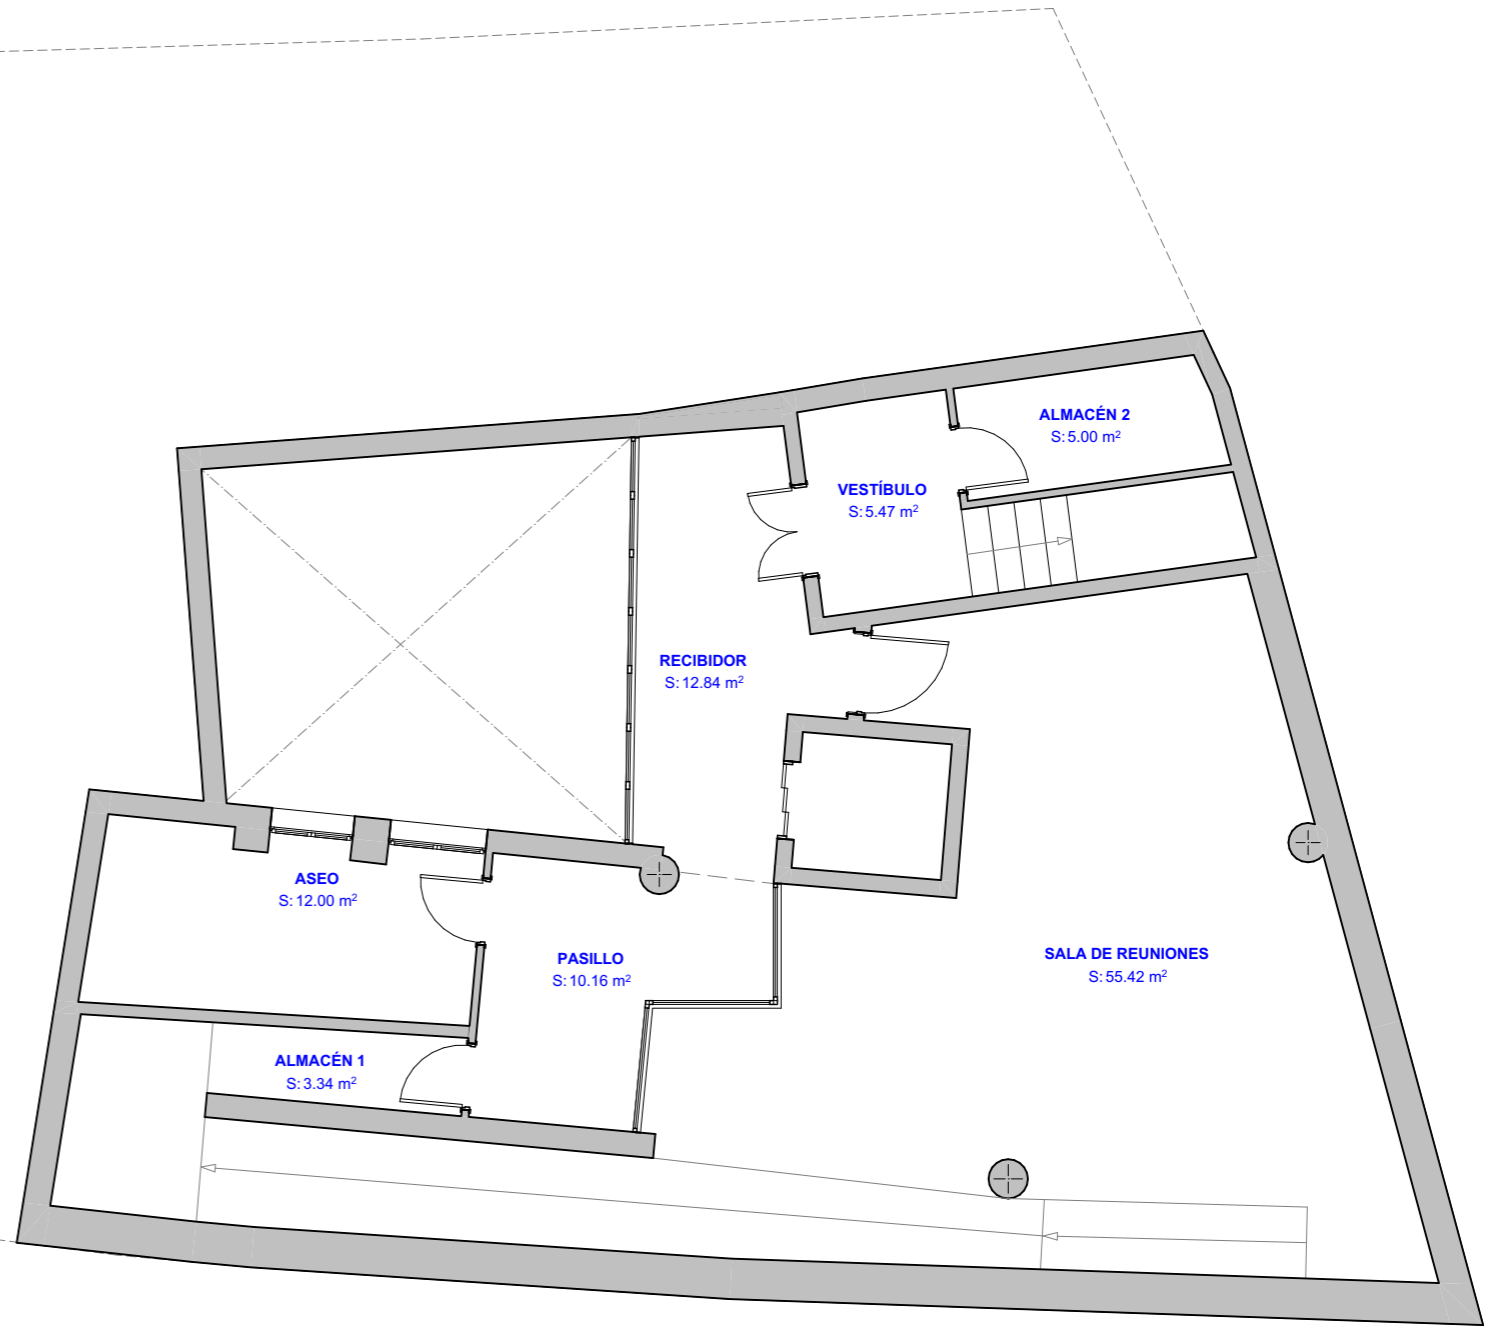 ALMACÉN 2
S: 5.00 m²
VESTÍBULO
S: 5.47 m²
RECIBIDOR
S: 12.84 m²
ASEO
S: 12.00 m²
PASILLO
S: 10.16 m²
SALA DE REUNIONES
S: 55.42 m²
ALMACÉN 1
S: 3.34 m²